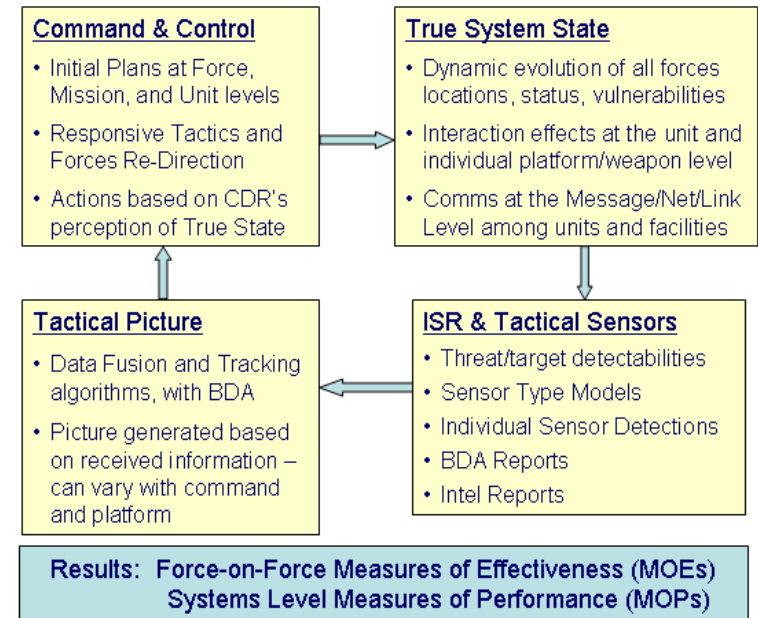 Command & Control
• Initial Plans at Force,
Mission, and Unit levels
• Responsive Tactics and
Forces Re-Direction
• Actions based on CDR's
perception of True State
True System State
• Dynamic evolution of all forces
locations, status, vulnerabilities
• Interaction effects at the unit and
individual platform/weapon level
• Comms at the Message/Net/Link
Level among units and facilities
Tactical Picture
• Data Fusion and Tracking
algorithms, with BDA
• Picture generated based
on received information –
can vary with command
and platform
ISR & Tactical Sensors
• Threat/target detectabilities
• Sensor Type Models
• Individual Sensor Detections
• BDA Reports
• Intel Reports
Results: Force-on-Force Measures of Effectiveness (MOEs)
Systems Level Measures of Performance (MOPs)